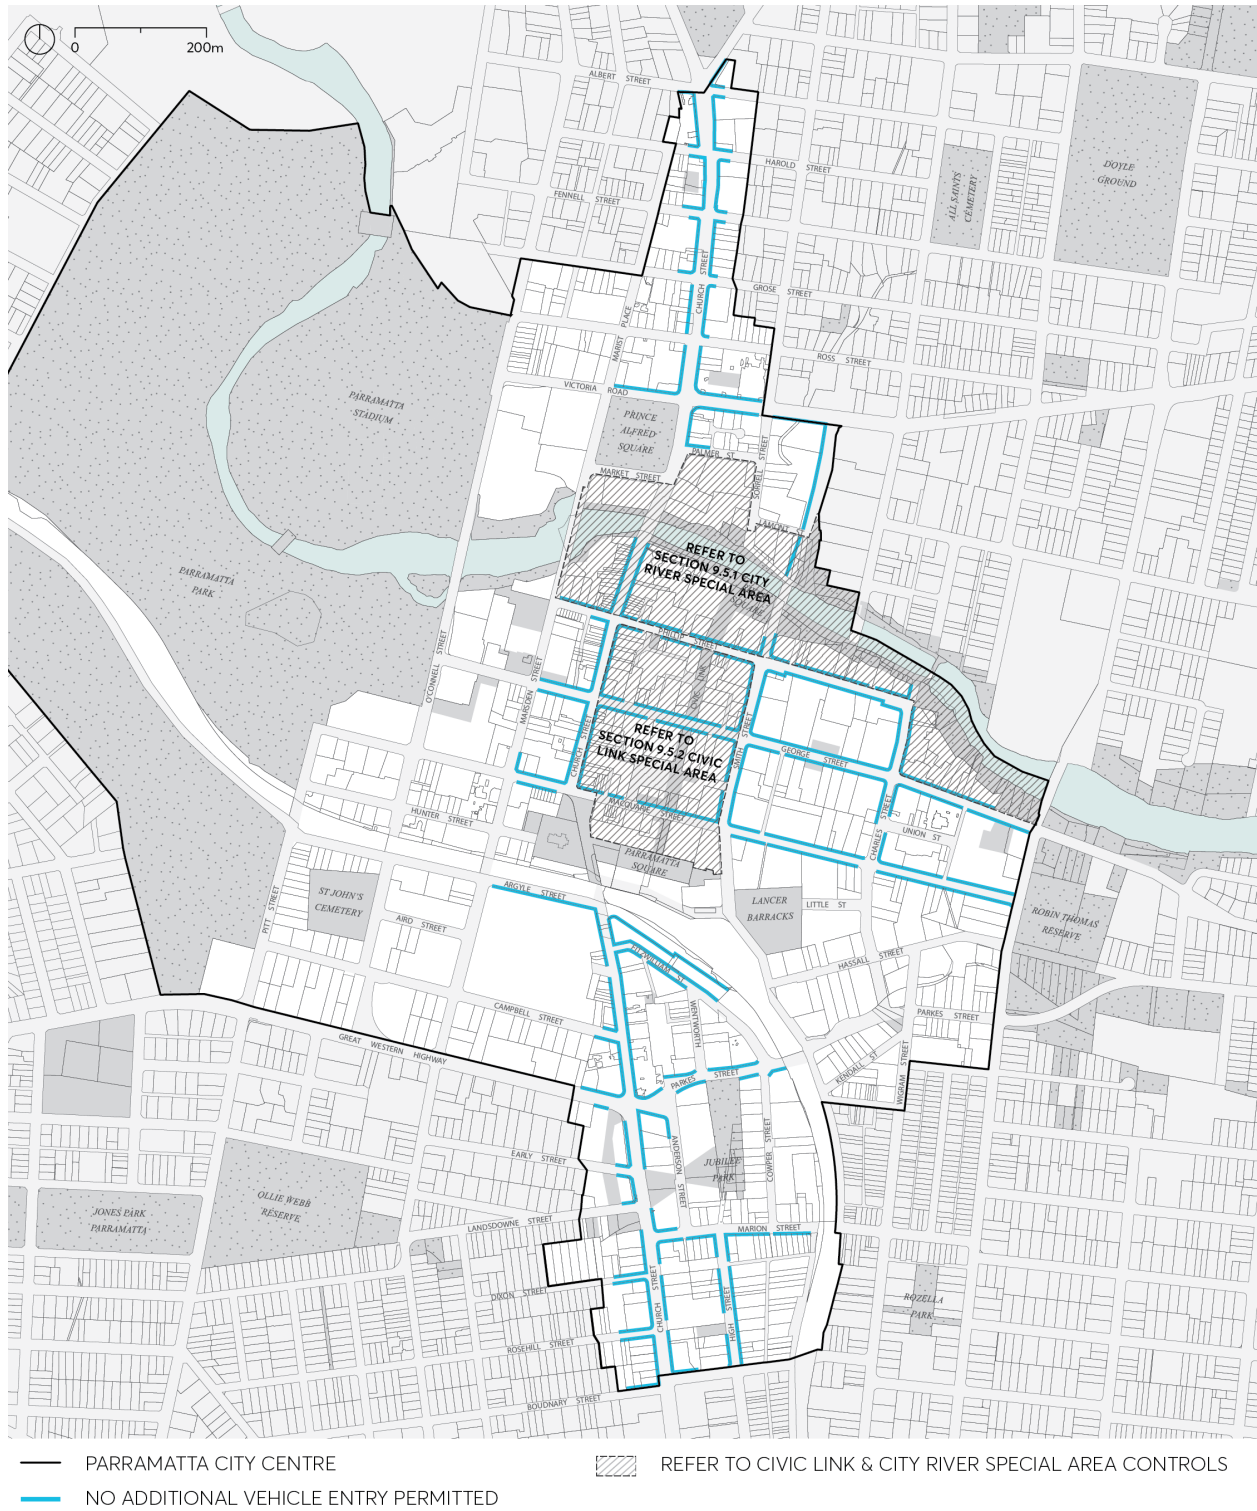 0 200m
ALBERT STREET
HAROLD STREET
DOYLE
GROUND
ALL SAINTS
CEMETERY
FENNELL STREET
CHURCH STREET
GROSE STREET
MARIST PLACE
ROSS STREET
VICTORIA ROAD
PARRAMATTA
STADIUM
PRINCE
ALFRED
SQUARE
PALMER ST
SORRELL STREET
MARKET STREET
LAMONT
REFER TO
SECTION 9.5.1 CITY
RIVER SPECIAL AREA
SQUARE
PARRAMATTA
PARK
PHILLIP STREET
O'CONNELL STREET
MARSDEN STREET
CIVIC LINK
CHURCH STREET
REFER TO
SECTION 9.5.2 CIVIC
LINK SPECIAL AREA
SMITH STREET
GEORGE STREET
MACQUARIE STREET
HUNTER STREET
CHARLES STREET
UNION ST
PARRAMATTA
SQUARE
ARGYLE STREET
ST JOHN'S
CEMETERY
LANCER
BARRACKS
LITTLE ST
ROBIN THOMAS
RESERVE
PITT STREET
AIRD STREET
FITZWILLIAM ST
HASSALL STREET
CAMPBELL STREET
WENTWORTH
PARKES STREET
GREAT WESTERN HIGHWAY
PARKES STREET
KENDALL ST
WIGRAM STREET
EARLY STREET
ANDERSON STREET
COWPER STREET
JUBILEE
PARK
OLLIE WEBB
RESERVE
JONES PARK
PARRAMATTA
LANDSDOWNE STREET
MARION STREET
DIXON STREET
CHURCH STREET
HIGH STREET
ROZELLA
PARK
ROSEHILL STREET
BOUDNARY STREET
PARRAMATTA CITY CENTRE
REFER TO CIVIC LINK & CITY RIVER SPECIAL AREA CONTROLS
NO ADDITIONAL VEHICLE ENTRY PERMITTED